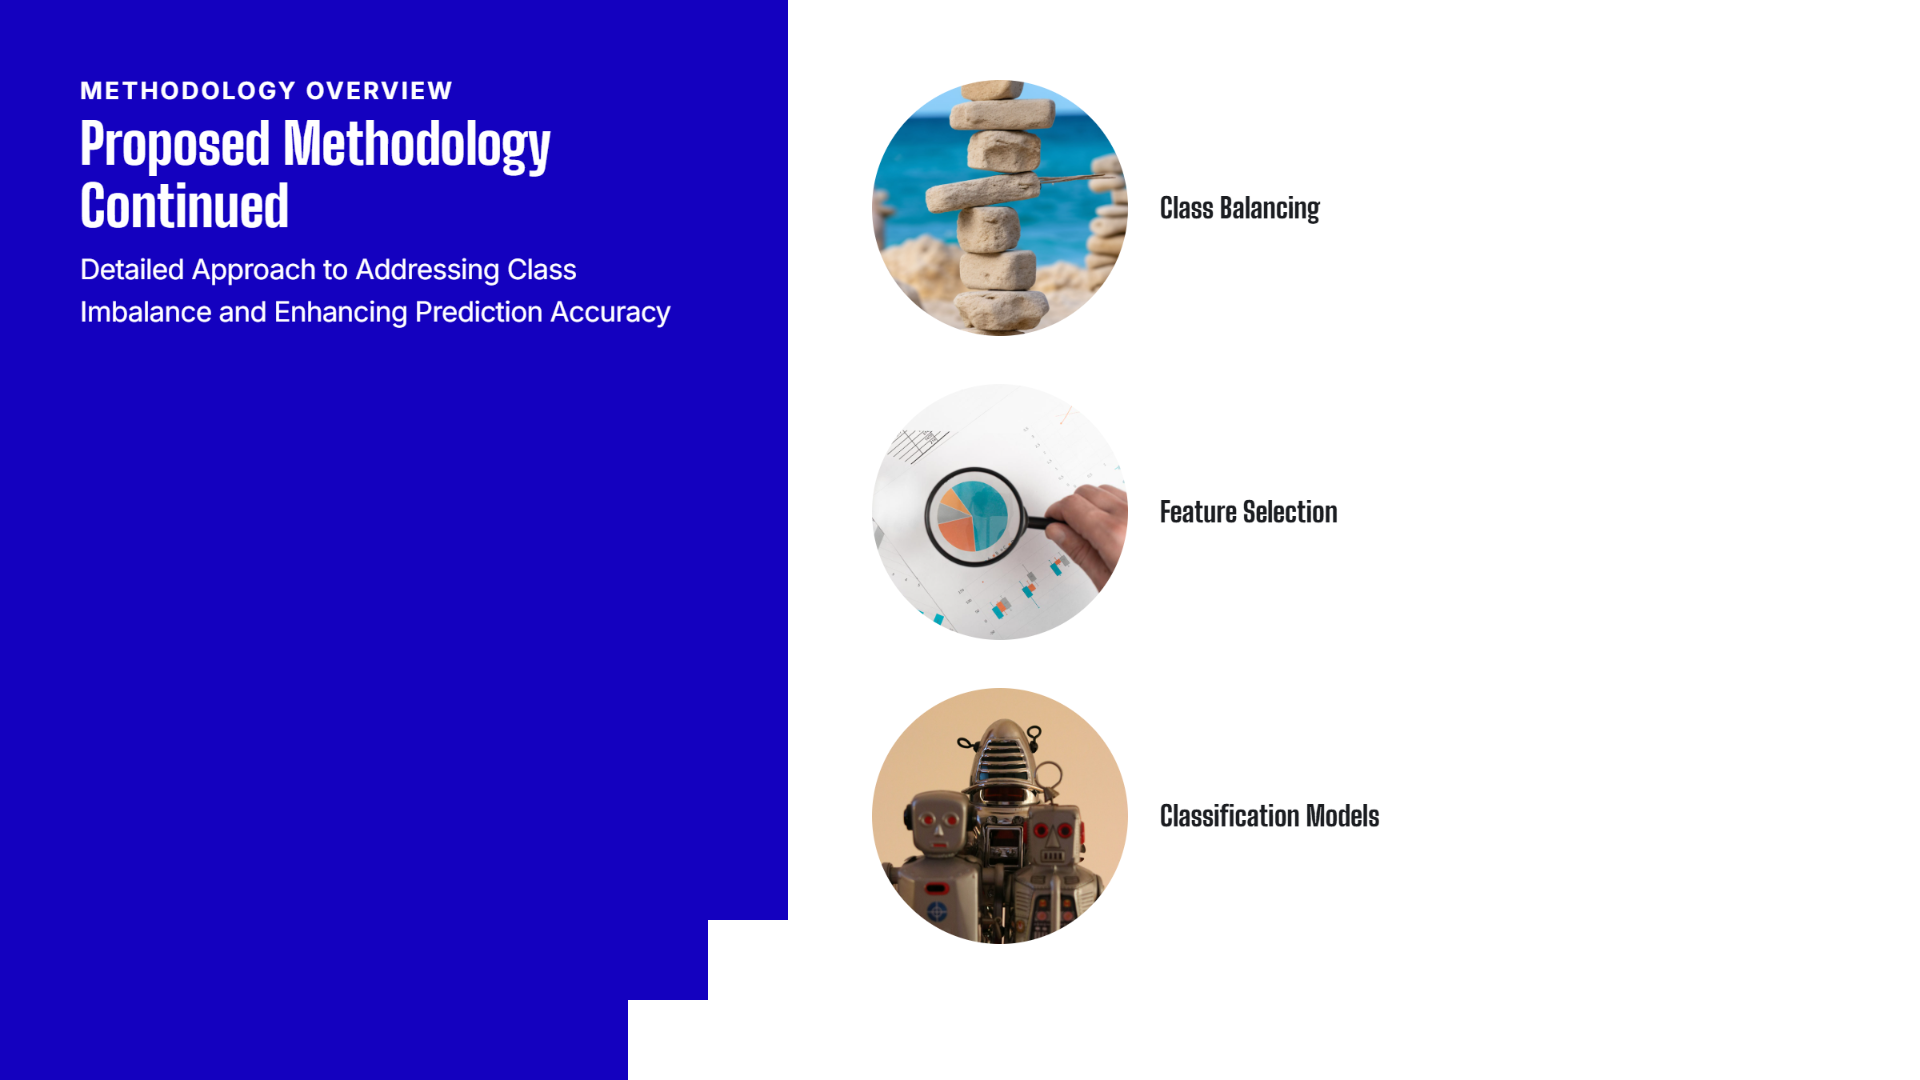 METHODOLOGY OVERVIEW
Proposed Methodology
Continued
Detailed Approach to Addressing Class
Imbalance and Enhancing Prediction Accuracy
Class Balancing
Feature Selection
Classification Models